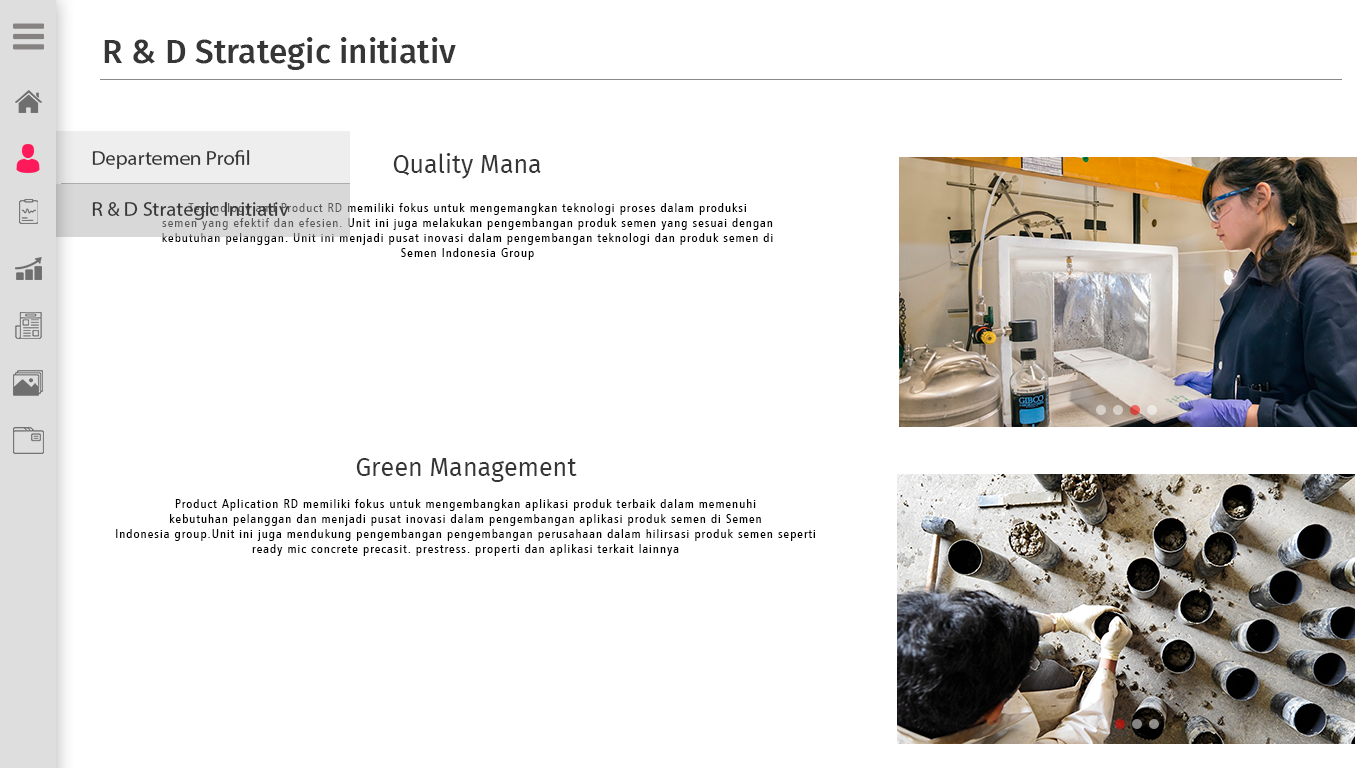 R & D Strategic initiativ
Departemen Profil
R & D Strategic Initiativ
Quality Mana
Technology and Product RD memiliki fokus untuk mengemangkan teknologi proses dalam produksi
semen yang efektif dan efesien. Unit ini juga melakukan pengembangan produk semen yang sesuai dengan
kebutuhan pelanggan. Unit ini menjadi pusat inovasi dalam pengembangan teknologi dan produk semen di
Semen Indonesia Group
GIBCO
Green Management
Product Aplication RD memiliki fokus untuk mengembangkan aplikasi produk terbaik dalam memenuhi
kebutuhan pelanggan dan menjadi pusat inovasi dalam pengembangan aplikasi produk semen di Semen
Indonesia group.Unit ini juga mendukung pengembangan pengembangan perusahaan dalam hilirsasi produk semen seperti
ready mic concrete precasit. prestress. properti dan aplikasi terkait lainnya